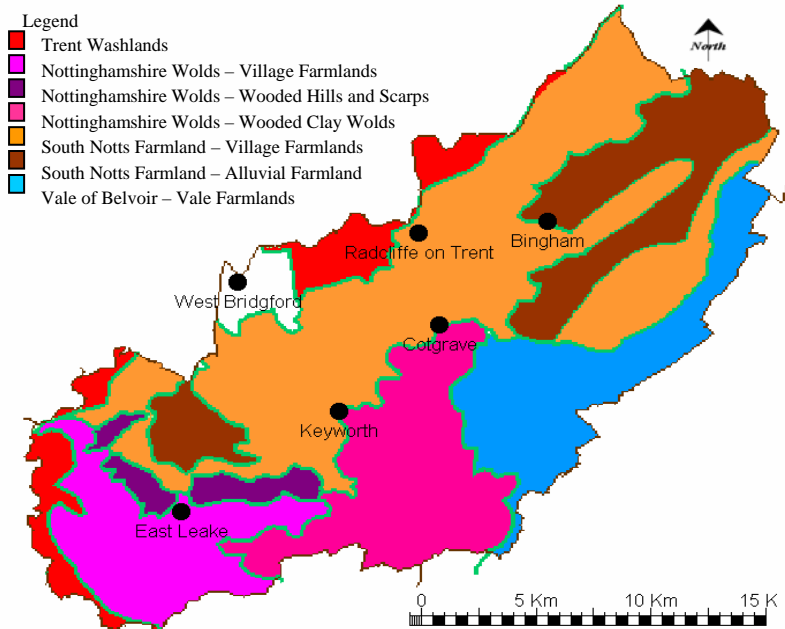 Legend
Trent Washlands
Nottinghamshire Wolds – Village Farmlands
Nottinghamshire Wolds – Wooded Hills and Scarps
Nottinghamshire Wolds – Wooded Clay Wolds
South Notts Farmland – Village Farmlands
South Notts Farmland – Alluvial Farmland
Vale of Belvoir – Vale Farmlands
North
Radcliffe on Trent
Bingham
West Bridgford
Cotgrave
Keyworth
East Leake
0 5 Km 10 Km 15 K